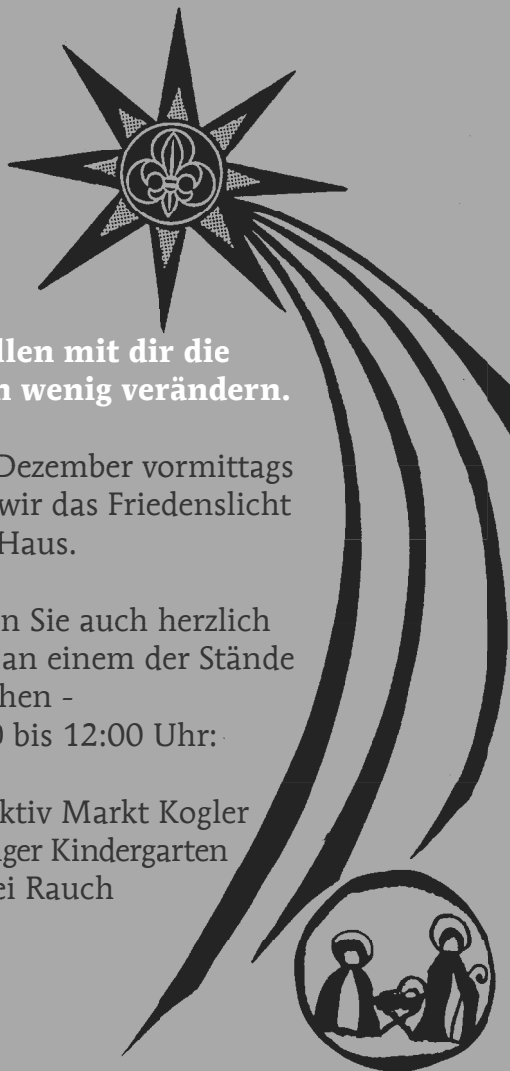 llen mit dir die
n wenig verändern.
Dezember vormittags
wir das Friedenslicht
Haus.
n Sie auch herzlich
an einem der Stände
hen -
0 bis 12:00 Uhr:
ktiv Markt Kogler
ger Kindergarten
ei Rauch